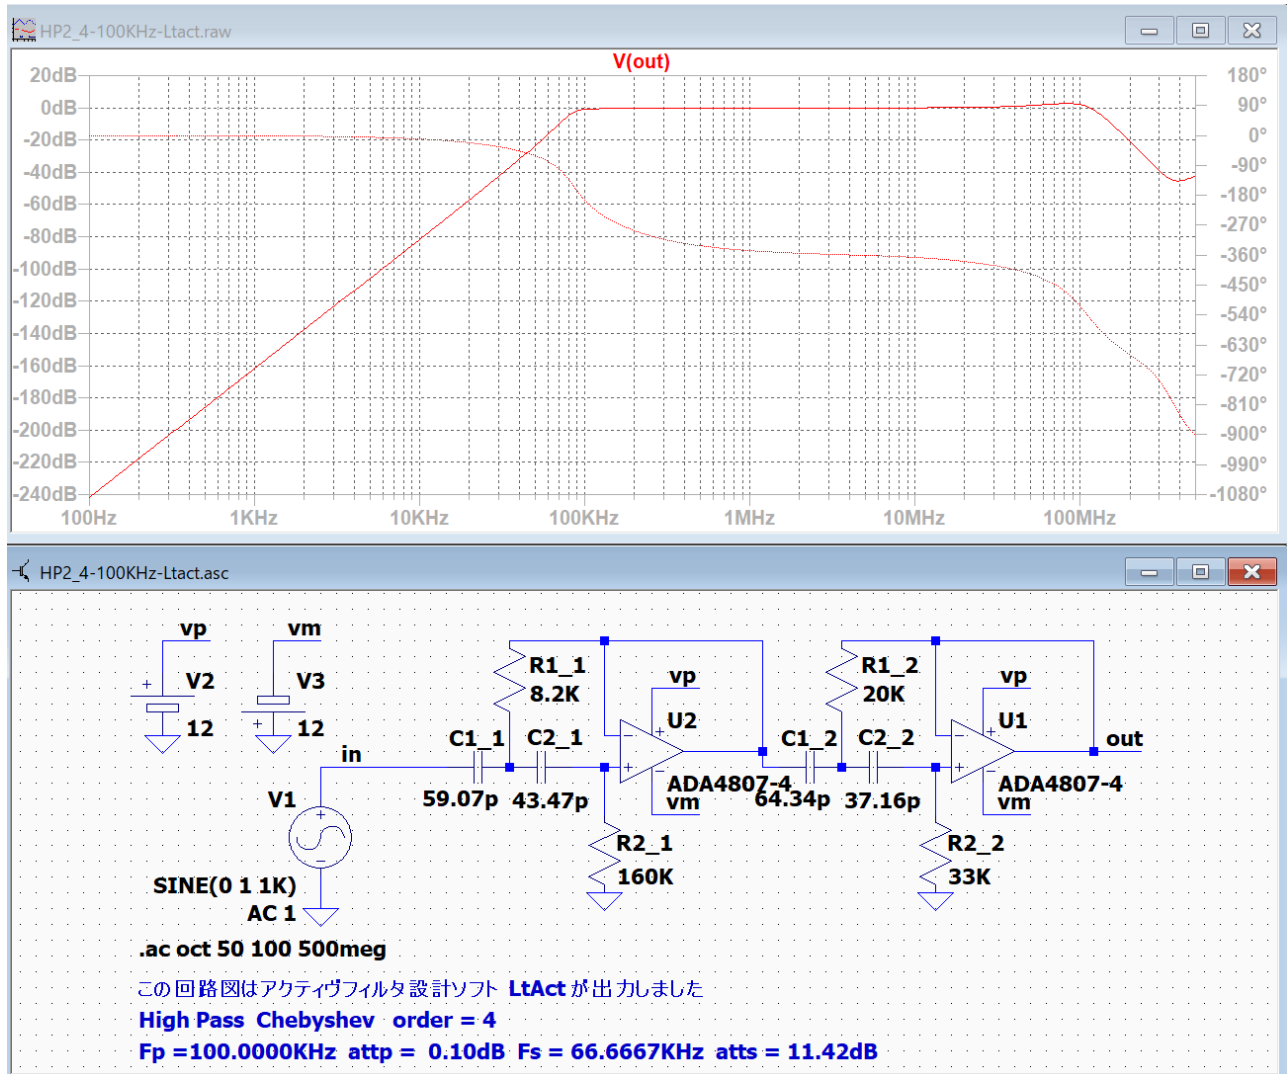 HP2_4-100KHz-Ltact.raw
V(out)
20dB
0dB
-20dB
-40dB
-60dB
-80dB
-100dB
-120dB
-140dB
-160dB
-180dB
-200dB
-220dB
-240dB
180°
90°
0°
-90°
-180°
-270°
-360°
-450°
-540°
-630°
-720°
-810°
-900°
-990°
-1080°
100Hz 1KHz 10KHz 100KHz 1MHz 10MHz 100MHz
HP2_4-100KHz-Ltact.asc
vp
V2
12
vm
V3
12
in
V1
SINE(0 1 1K)
AC 1
C1_1
59.07p
R1_1
8.2K
C2_1
43.47p
vp
U2
ADA4807-4
vm
R2_1
160K
C1_2
64.34p
R1_2
20K
C2_2
37.16p
vp
U1
ADA4807-4
vm
R2_2
33K
out
.ac oct 50 100 500meg
この回路図はアクティヴフィルタ設計ソフト LtAct が出力しました
High Pass Chebyshev order = 4
Fp =100.0000KHz attp = 0.10dB Fs = 66.6667KHz atts = 11.42dB